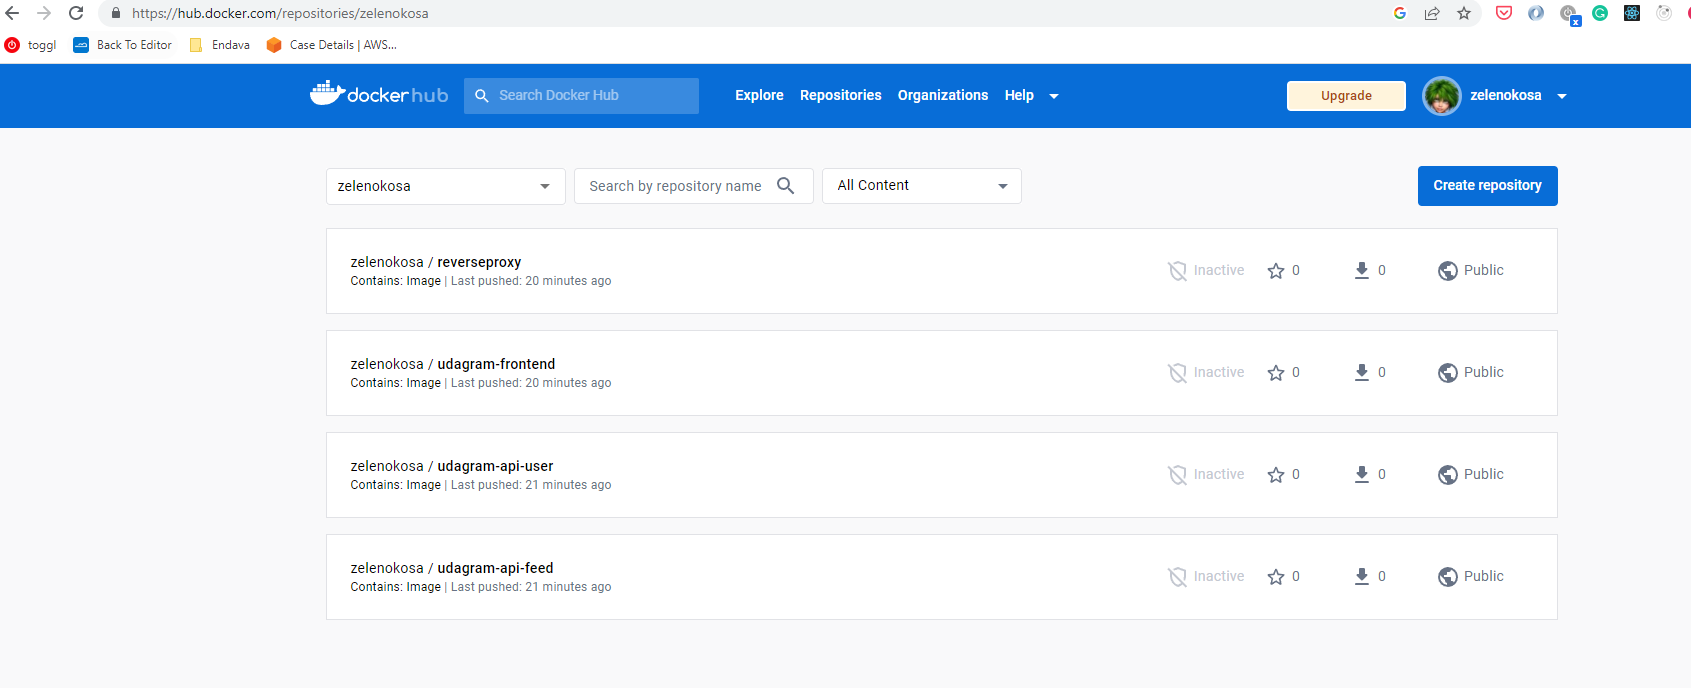 https://hub.docker.com/repositories/zelenokosa
toggl Back To Editor Endava Case Details | AWS...
docker hub Search Docker Hub Explore Repositories Organizations Help Upgrade zelenokosa
zelenokosa Search by repository name All Content Create repository
zelenokosa / reverseproxy
Contains: Image | Last pushed: 20 minutes ago
Inactive 0 0 Public
zelenokosa / udagram-frontend
Contains: Image | Last pushed: 20 minutes ago
Inactive 0 0 Public
zelenokosa / udagram-api-user
Contains: Image | Last pushed: 21 minutes ago
Inactive 0 0 Public
zelenokosa / udagram-api-feed
Contains: Image | Last pushed: 21 minutes ago
Inactive 0 0 Public